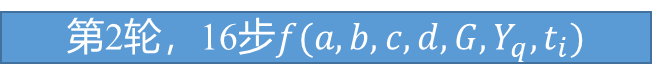 第2轮，16步f(a, b, c, d, G, Y_q, t_i)